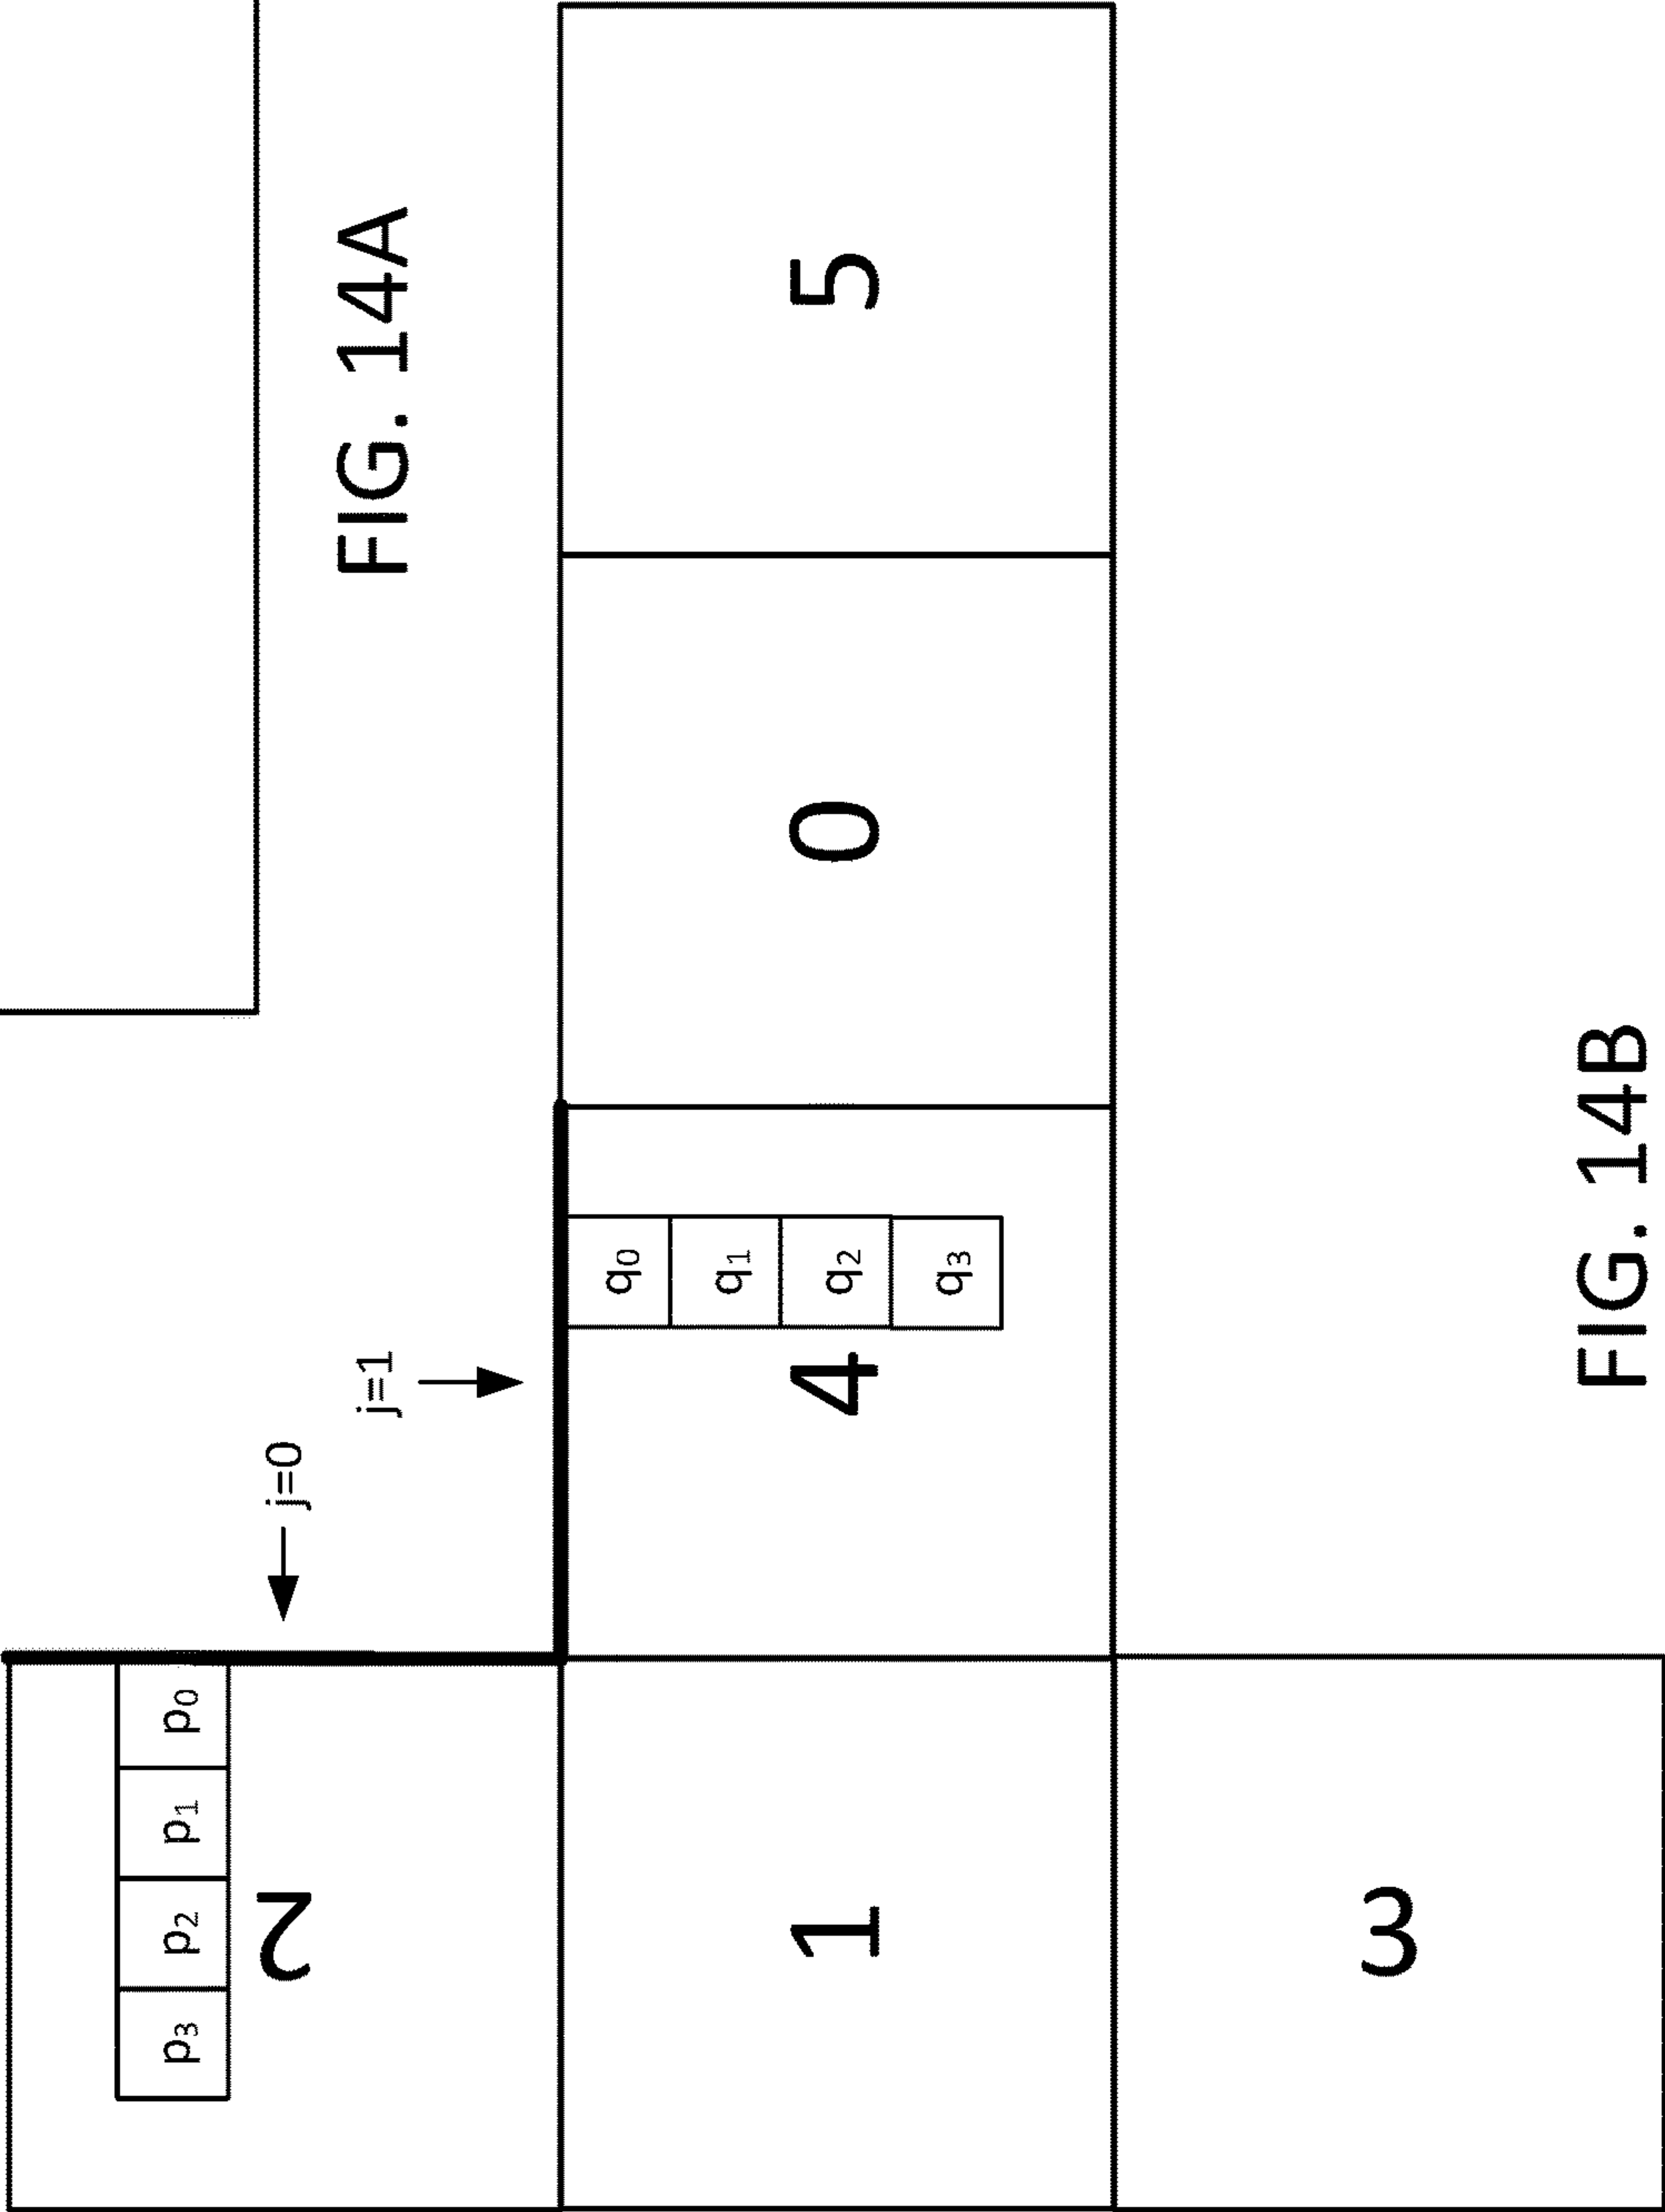 p₃ p₂ p₁ p₀
2
j=0
j=1
FIG. 14A
q₀
q₁
q₂
q₃
1 4 0 5
3
FIG. 14B